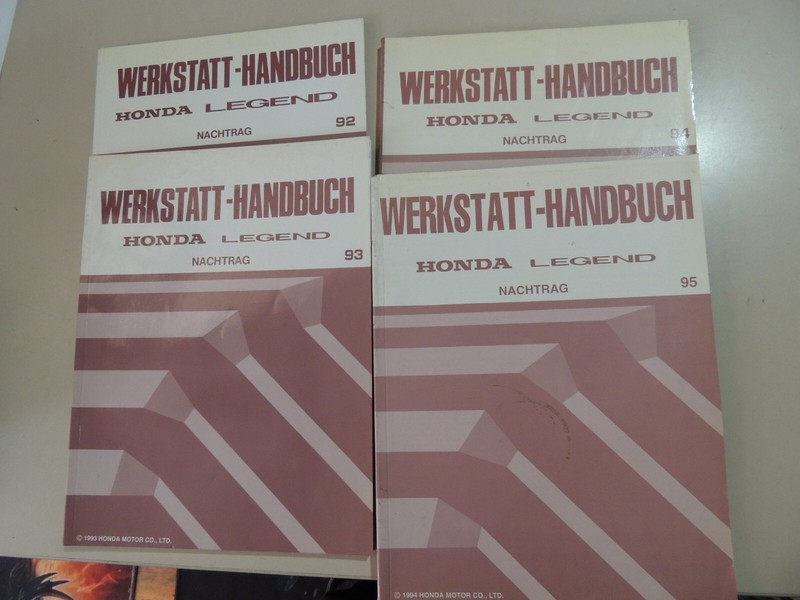 WERKSTATT-HANDBUCH
HONDA LEGEND
NACHTRAG 92
WERKSTATT-HANDBUCH
HONDA LEGEND
NACHTRAG 94
WERKSTATT-HANDBUCH
HONDA LEGEND
NACHTRAG 93
© 1993 HONDA MOTOR CO., LTD.
WERKSTATT-HANDBUCH
HONDA LEGEND
NACHTRAG 95
© 1994 HONDA MOTOR CO., LTD.